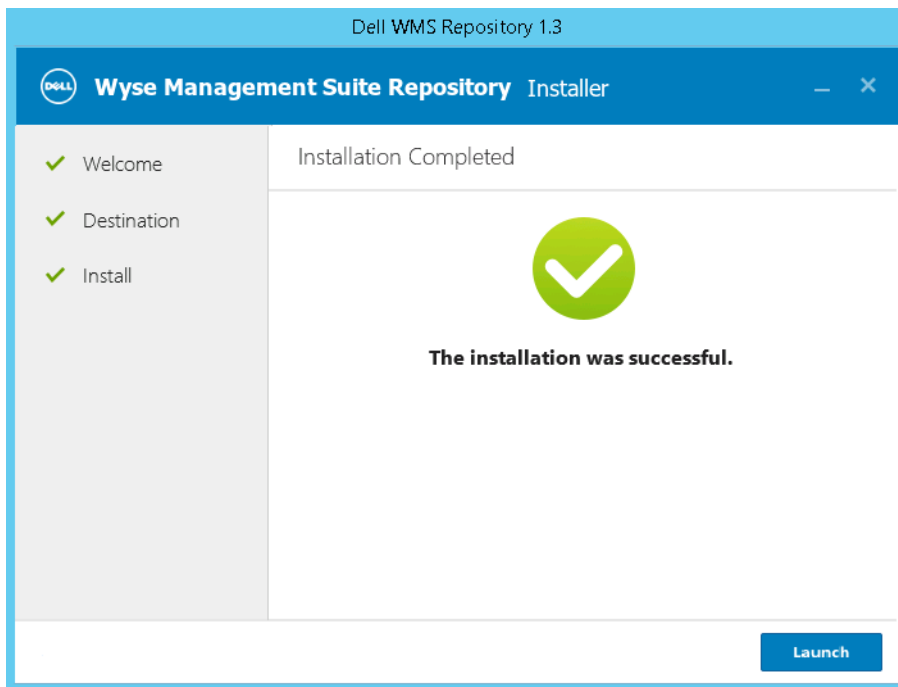 Dell WMS Repository 1.3
DELL Wyse Management Suite Repository Installer
Welcome
Destination
Install
Installation Completed
The installation was successful.
Launch